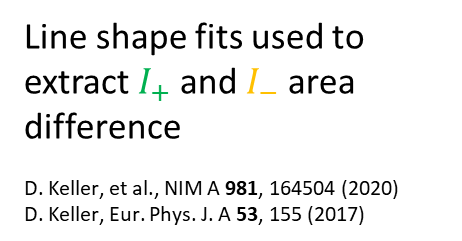 Line shape fits used to
extract I₊ and I₋ area
difference
D. Keller, et al., NIM A 981, 164504 (2020)
D. Keller, Eur. Phys. J. A 53, 155 (2017)